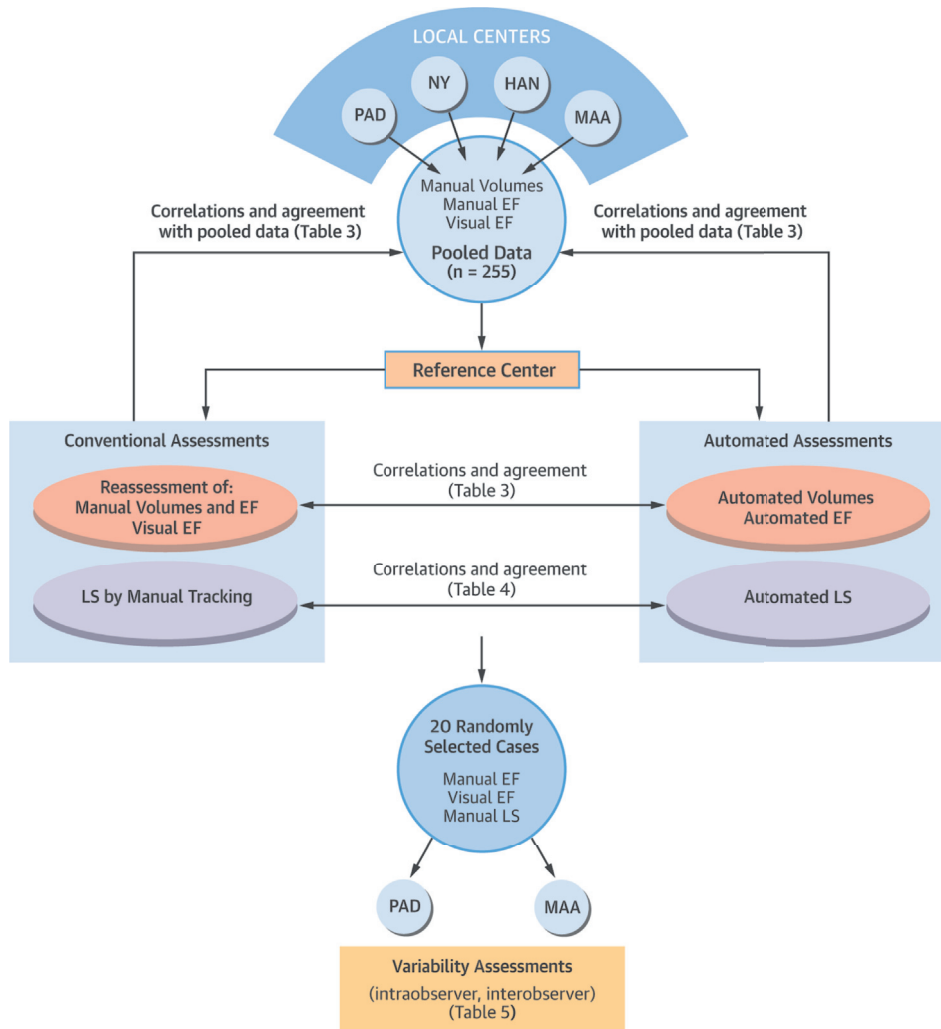 LOCAL CENTERS
PAD
NY
HAN
MAA
Manual Volumes
Manual EF
Visual EF
Pooled Data
(n = 255)
Correlations and agreement
with pooled data (Table 3)
Correlations and agreement
with pooled data (Table 3)
Reference Center
Conventional Assessments
Reassessment of:
Manual Volumes and EF
Visual EF
LS by Manual Tracking
Correlations and agreement
(Table 3)
Correlations and agreement
(Table 4)
Automated Assessments
Automated Volumes
Automated EF
Automated LS
20 Randomly
Selected Cases
Manual EF
Visual EF
Manual LS
PAD
MAA
Variability Assessments
(intraobserver, interobserver)
(Table 5)